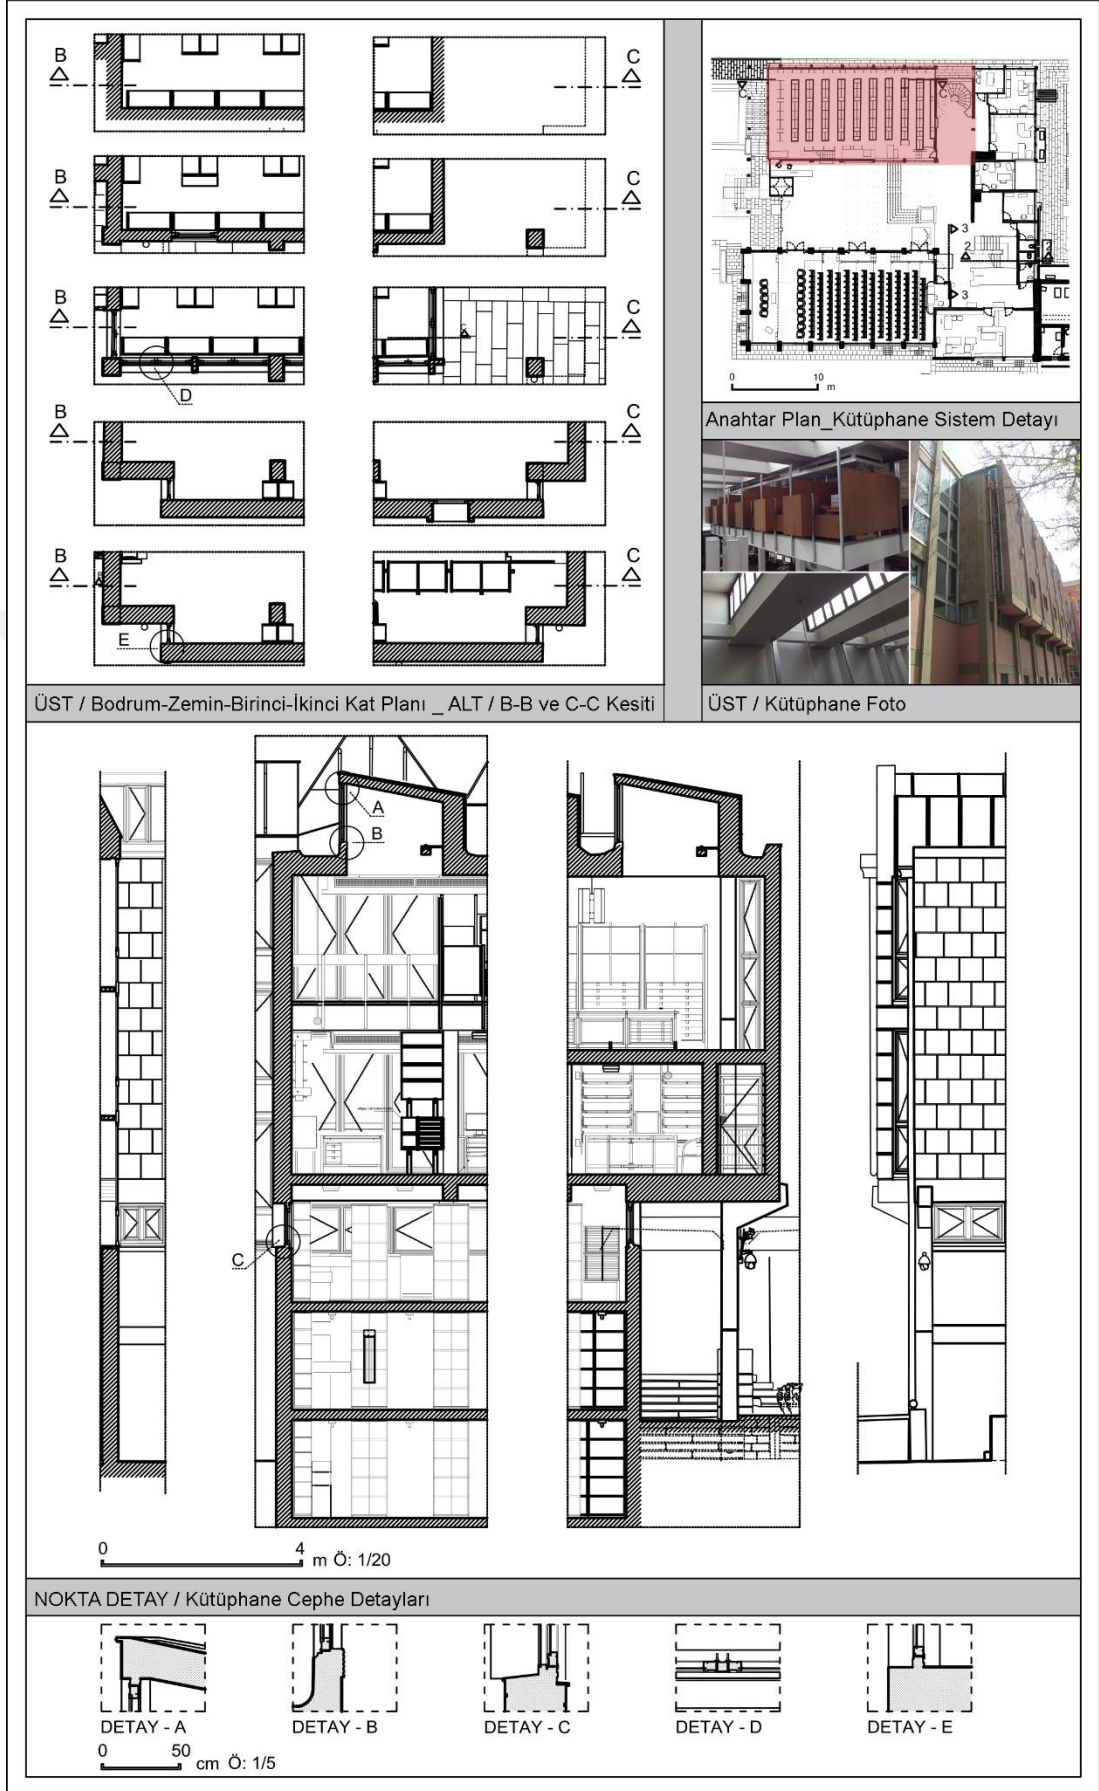 B
C
B
C
B
C
D
B
C
B
C
E
3
2
2
3
0 10
m
Anahtar Plan_Kütüphane Sistem Detayı
ÜST / Bodrum-Zemin-Birinci-İkinci Kat Planı _ ALT / B-B ve C-C Kesiti
ÜST / Kütüphane Foto
A
B
C
0 4
m Ö: 1/20
NOKTA DETAY / Kütüphane Cephe Detayları
DETAY - A
DETAY - B
DETAY - C
DETAY - D
DETAY - E
0 50
cm Ö: 1/5